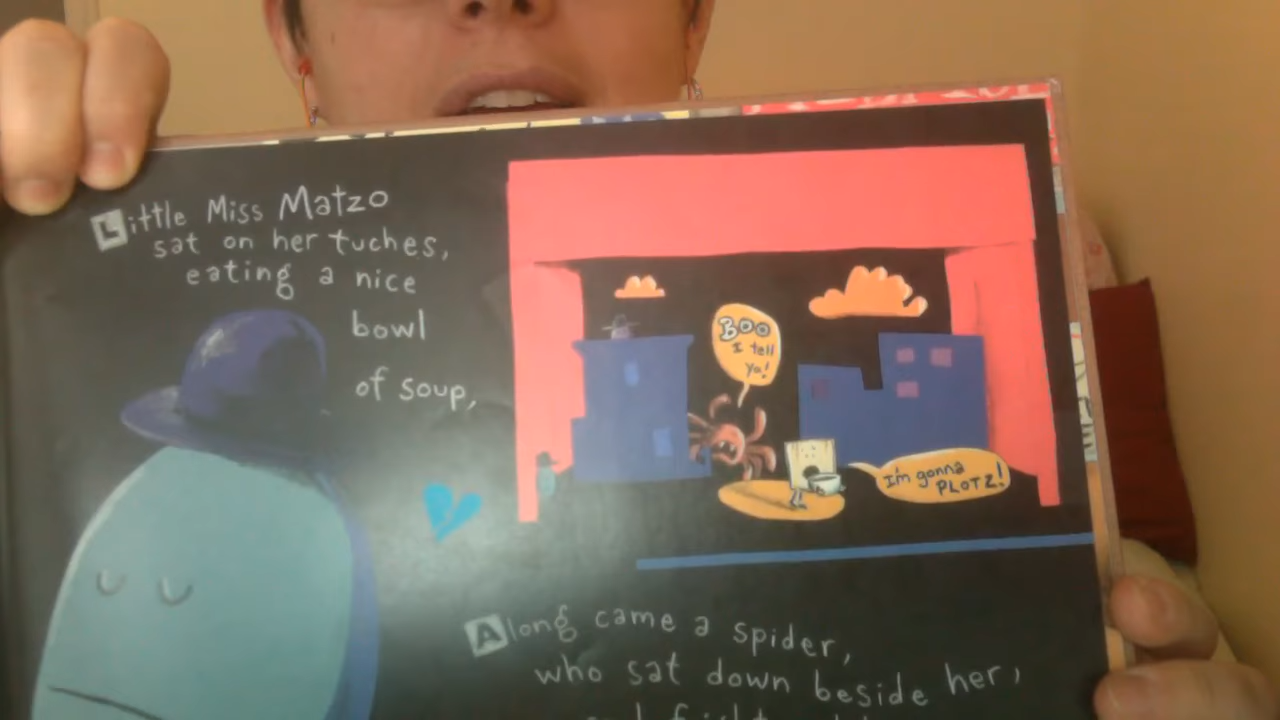 Little Miss Matzo
sat on her tuches,
eating a nice
bowl
of soup,
Boo
I tell
ya!
I'm gonna
PLOTZ!
Along came a spider,
who sat down beside her,